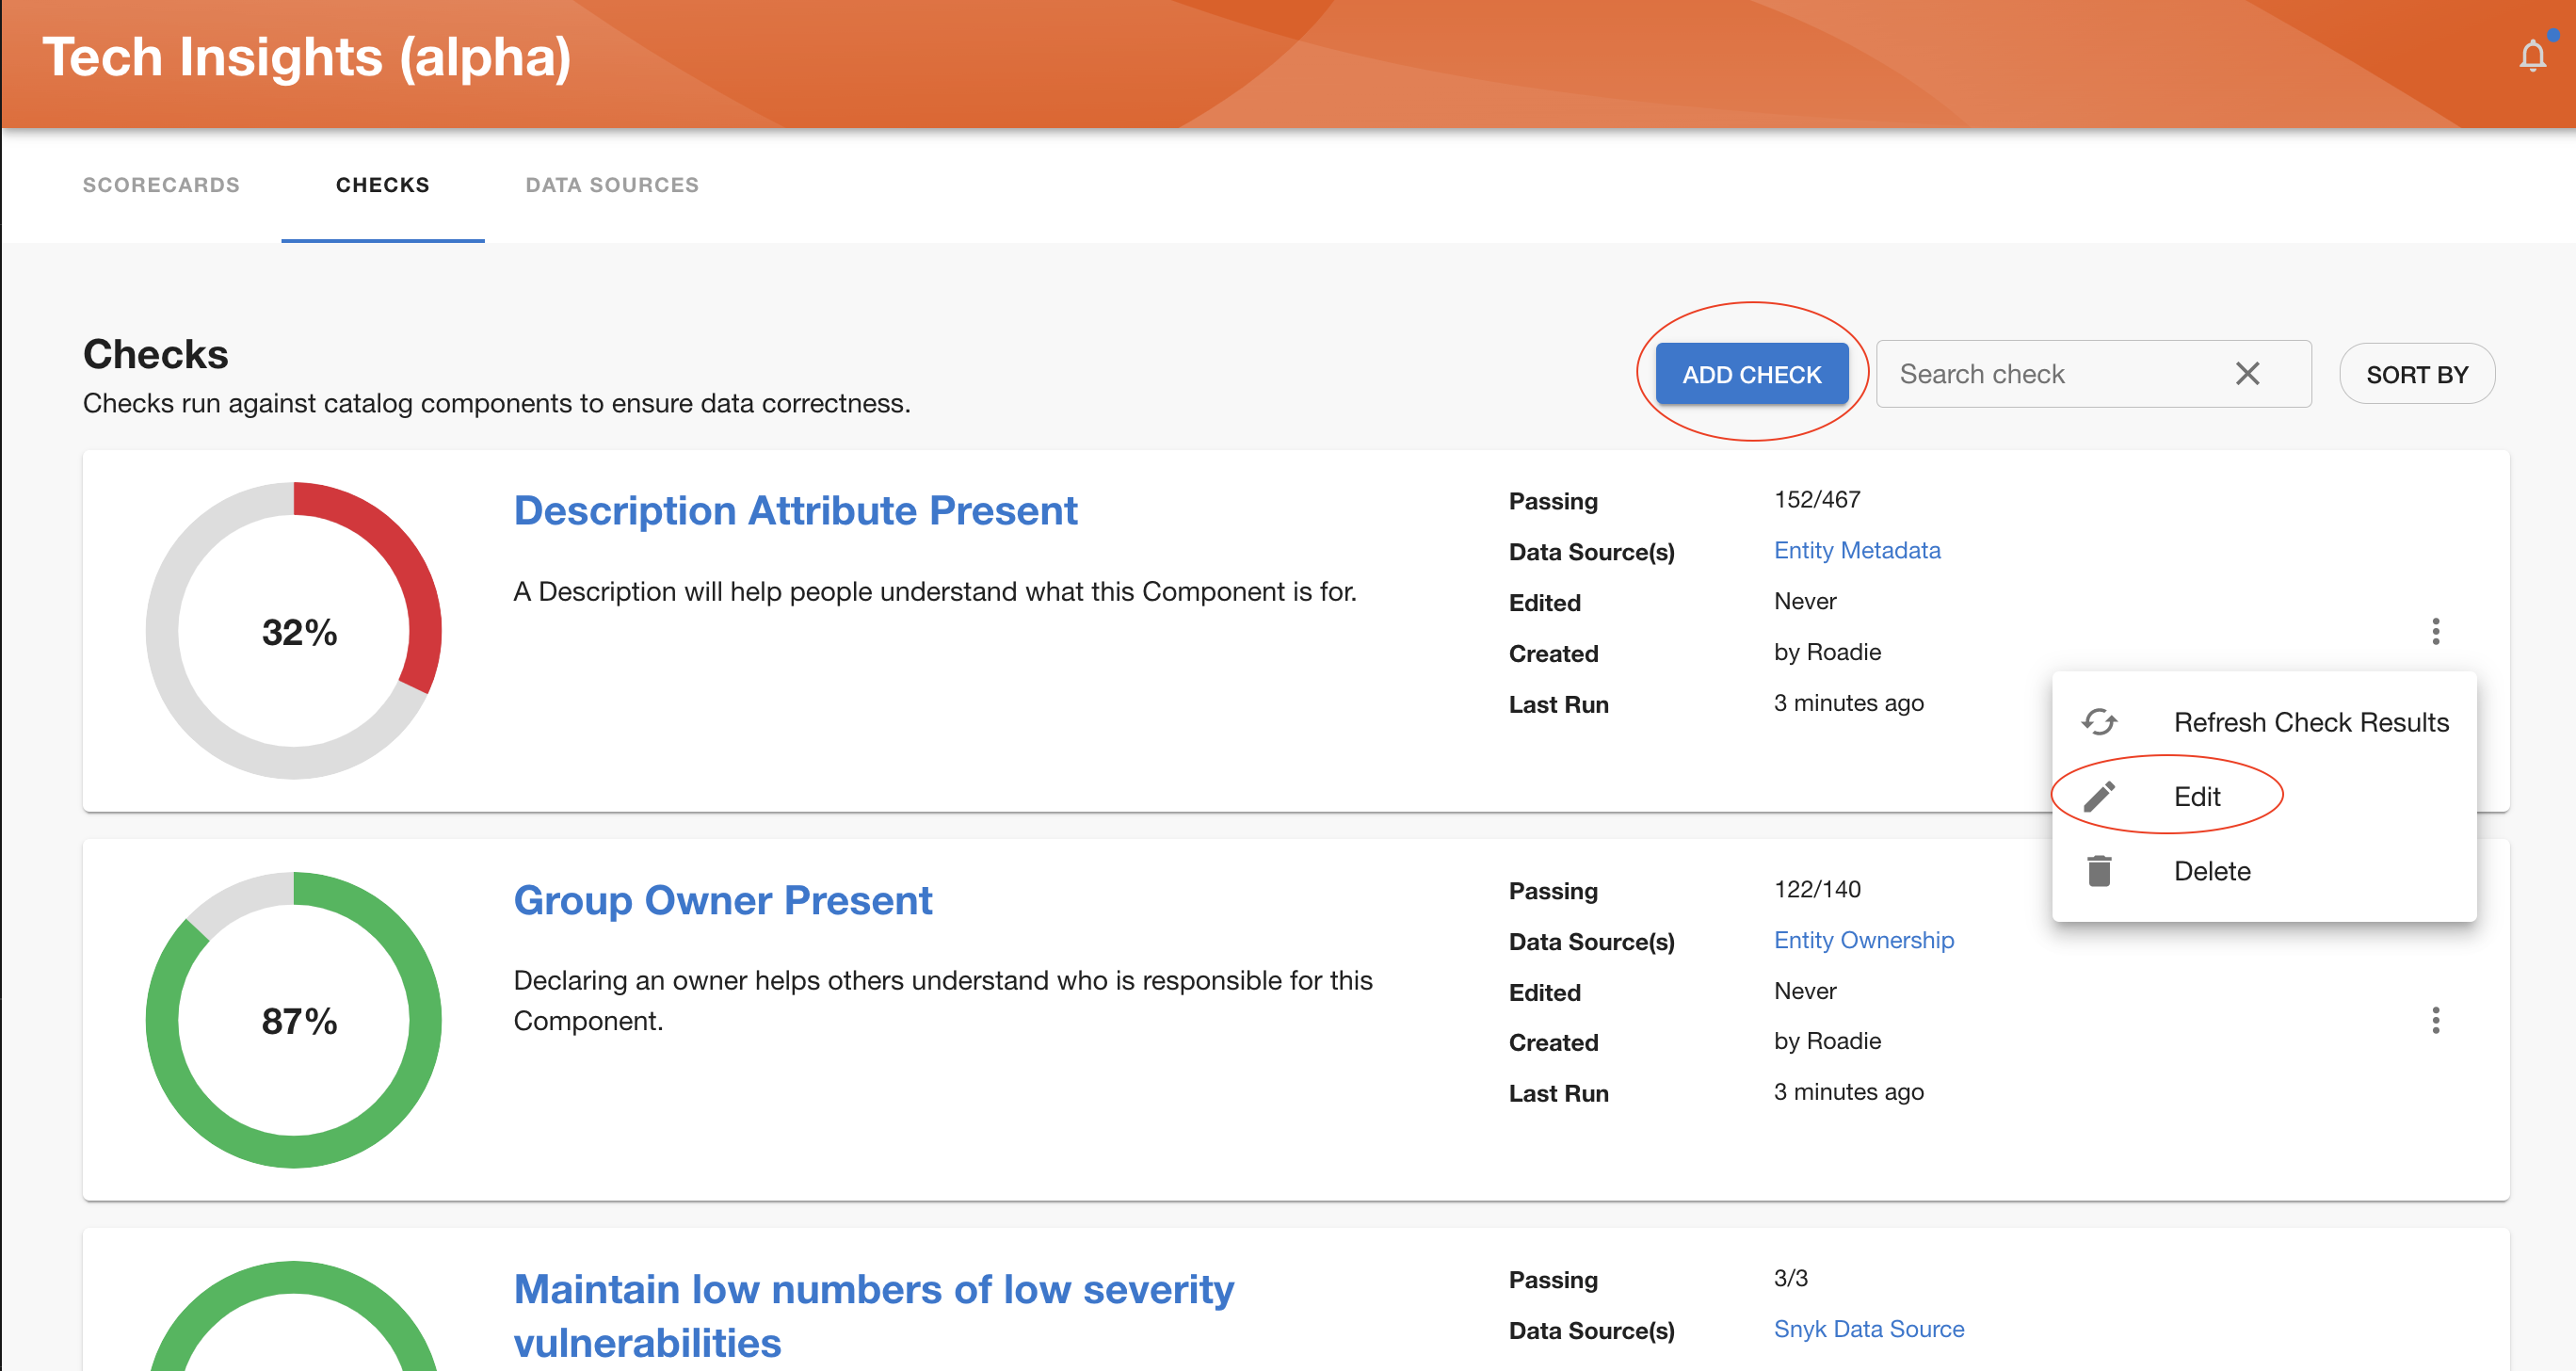 Tech Insights (alpha)
SCORECARDS
CHECKS
DATA SOURCES
Checks
Checks run against catalog components to ensure data correctness.
ADD CHECK
Search check
SORT BY
32%
Description Attribute Present
A Description will help people understand what this Component is for.
Passing 152/467
Data Source(s) Entity Metadata
Edited Never
Created by Roadie
Last Run 3 minutes ago
Refresh Check Results
Edit
Delete
87%
Group Owner Present
Declaring an owner helps others understand who is responsible for this
Component.
Passing 122/140
Data Source(s) Entity Ownership
Edited Never
Created by Roadie
Last Run 3 minutes ago
Maintain low numbers of low severity
vulnerabilities
Passing 3/3
Data Source(s) Snyk Data Source